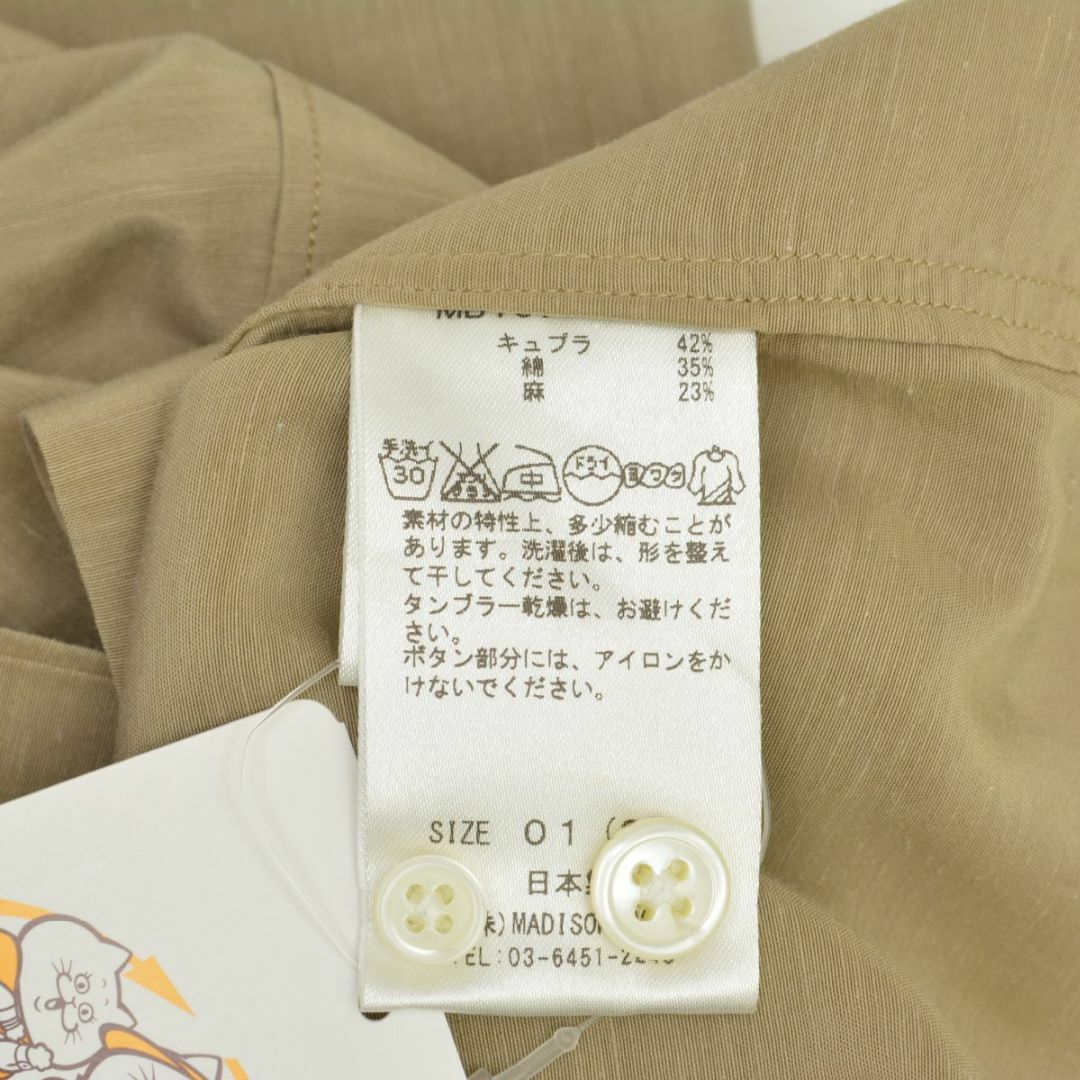 キュプラ 42%
綿 35%
麻 23%
手洗イ
30
中
ドライ
素材の特性上、多少縮むことが
あります。洗濯後は、形を整え
て干してください。
タンブラー乾燥は、お避けくだ
さい。
ボタン部分には、アイロンをか
けないでください。
SIZE 01
日本
MADISON
TEL:03-6451-